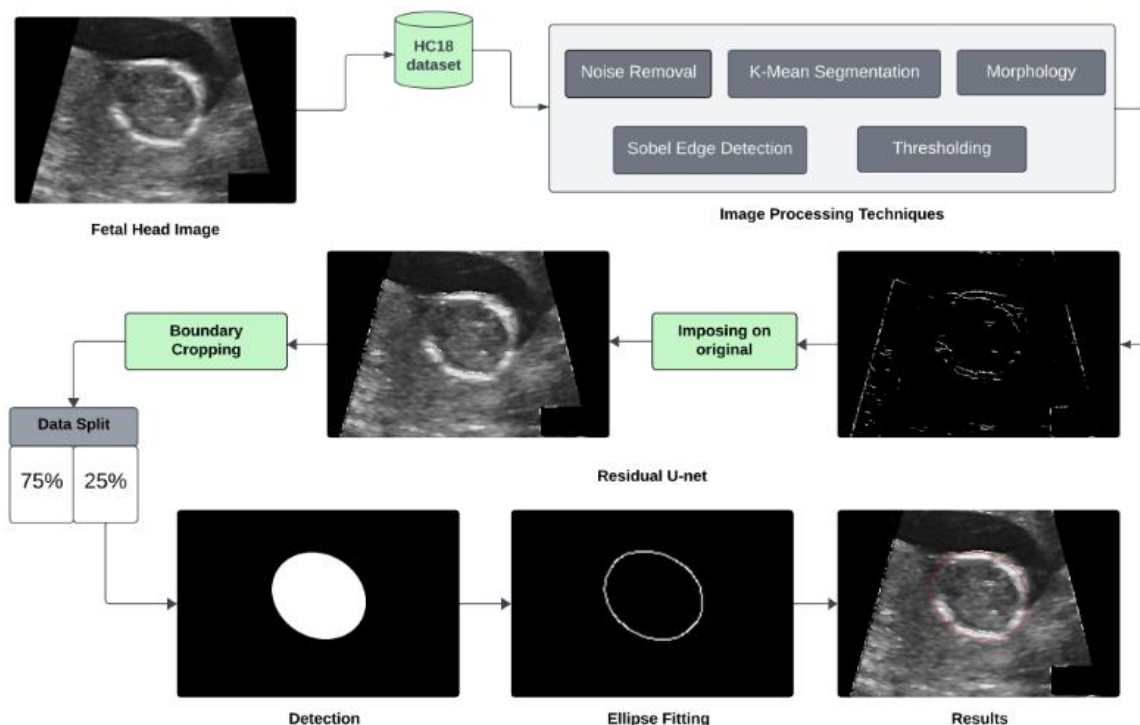 HC18
dataset
Noise Removal
K-Mean Segmentation
Morphology
Sobel Edge Detection
Thresholding
Fetal Head Image
Image Processing Techniques
Boundary
Cropping
Imposing on
original
Data Split
75%
25%
Residual U-net
Detection
Ellipse Fitting
Results